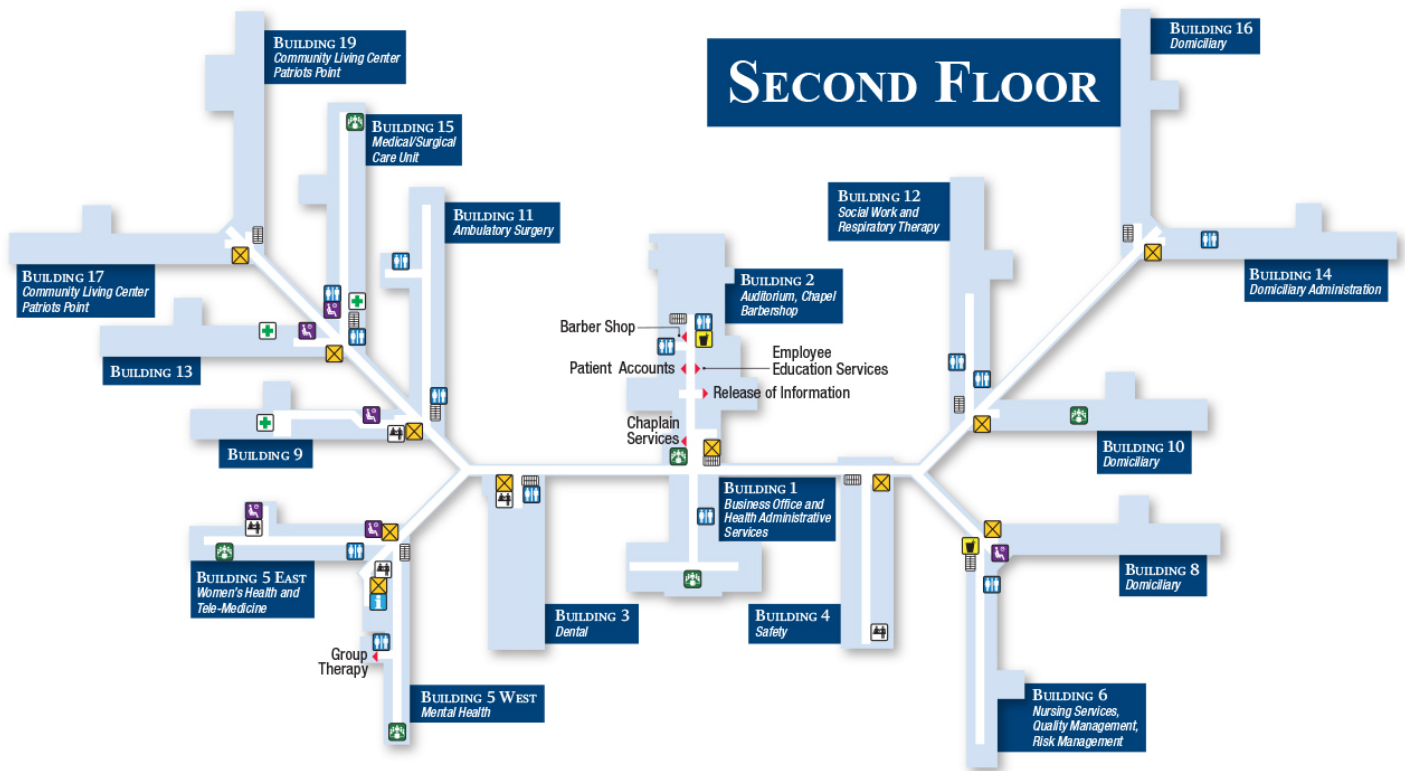 SECOND FLOOR
BUILDING 19
Community Living Center
Patriots Point
BUILDING 16
Domiciliary
BUILDING 15
Medical/Surgical
Care Unit
BUILDING 11
Ambulatory Surgery
BUILDING 12
Social Work and
Respiratory Therapy
BUILDING 17
Community Living Center
Patriots Point
BUILDING 2
Auditorium, Chapel
Barbershop
BUILDING 14
Domiciliary Administration
Barber Shop
Patient Accounts
Employee
Education Services
Release of Information
BUILDING 13
Chaplain
Services
BUILDING 9
BUILDING 10
Domiciliary
BUILDING 1
Business Office and
Health Administrative
Services
BUILDING 5 EAST
Women's Health and
Tele-Medicine
i
BUILDING 8
Domiciliary
BUILDING 3
Dental
BUILDING 4
Safety
Group
Therapy
BUILDING 5 WEST
Mental Health
BUILDING 6
Nursing Services,
Quality Management,
Risk Management